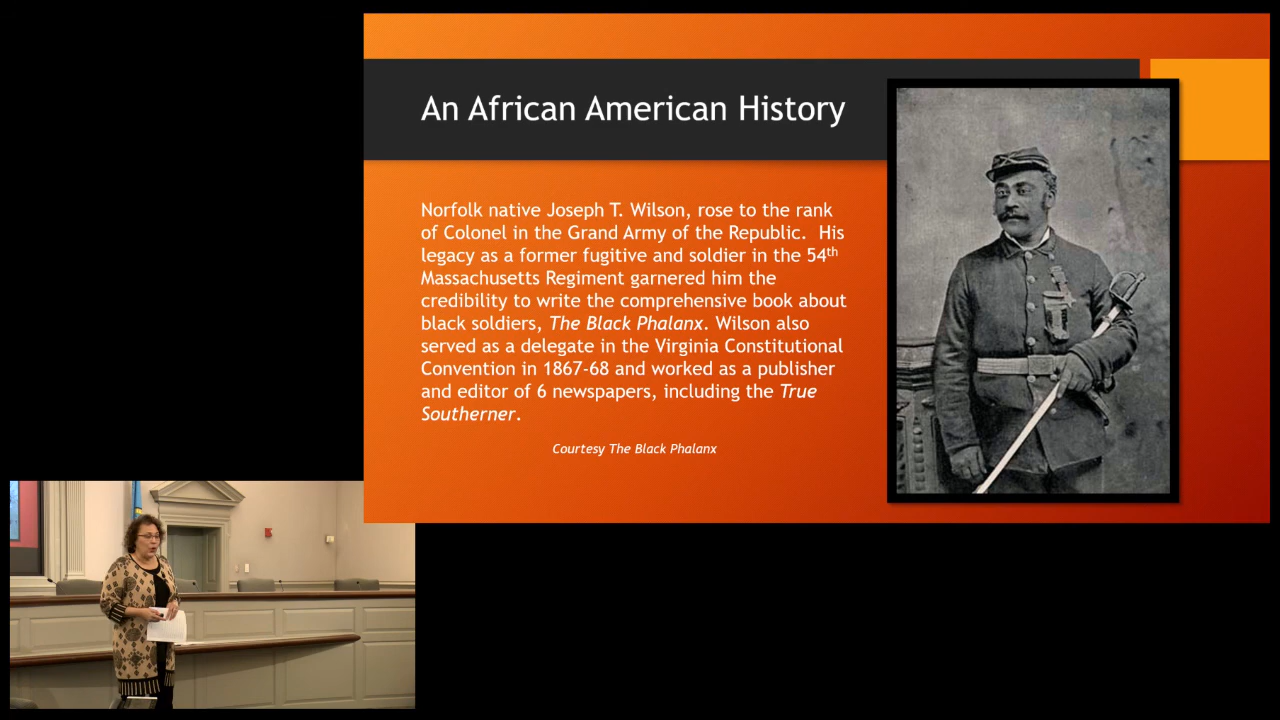 An African American History
Norfolk native Joseph T. Wilson, rose to the rank
of Colonel in the Grand Army of the Republic.  His
legacy as a former fugitive and soldier in the 54th
Massachusetts Regiment garnered him the
credibility to write the comprehensive book about
black soldiers, The Black Phalanx. Wilson also
served as a delegate in the Virginia Constitutional
Convention in 1867-68 and worked as a publisher
and editor of 6 newspapers, including the True
Southerner.
Courtesy The Black Phalanx